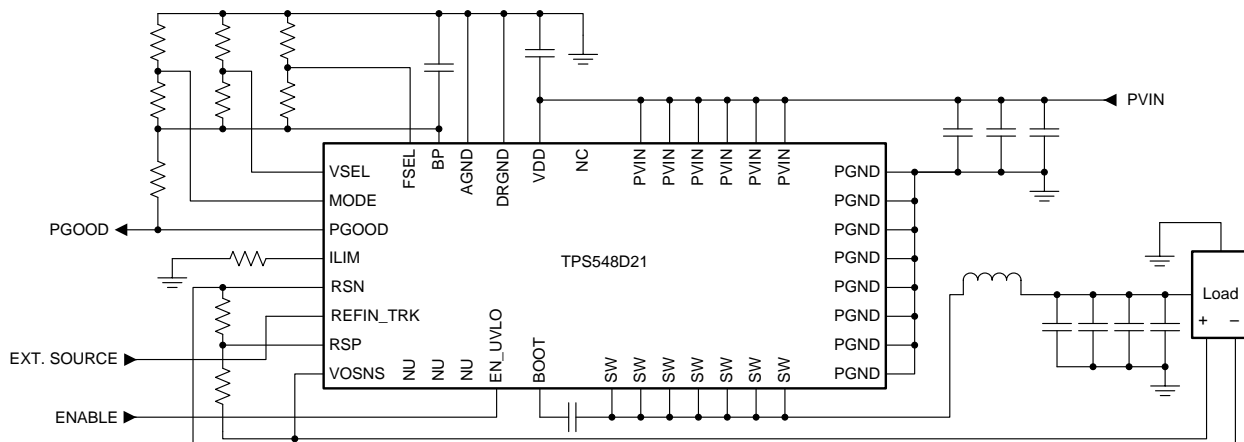 PVIN
FSEL
BP
AGND
DRGND
VDD
NC
PVIN
PVIN
PVIN
PVIN
PVIN
PVIN
VSEL
MODE
PGOOD
PGOOD
ILIM
RSN
REFIN_TRK
RSP
VOSNS
EXT. SOURCE
ENABLE
TPS548D21
PGND
PGND
PGND
PGND
PGND
PGND
PGND
PGND
Load
+ –
NU
NU
NU
EN_UVLO
BOOT
SW
SW
SW
SW
SW
SW
SW